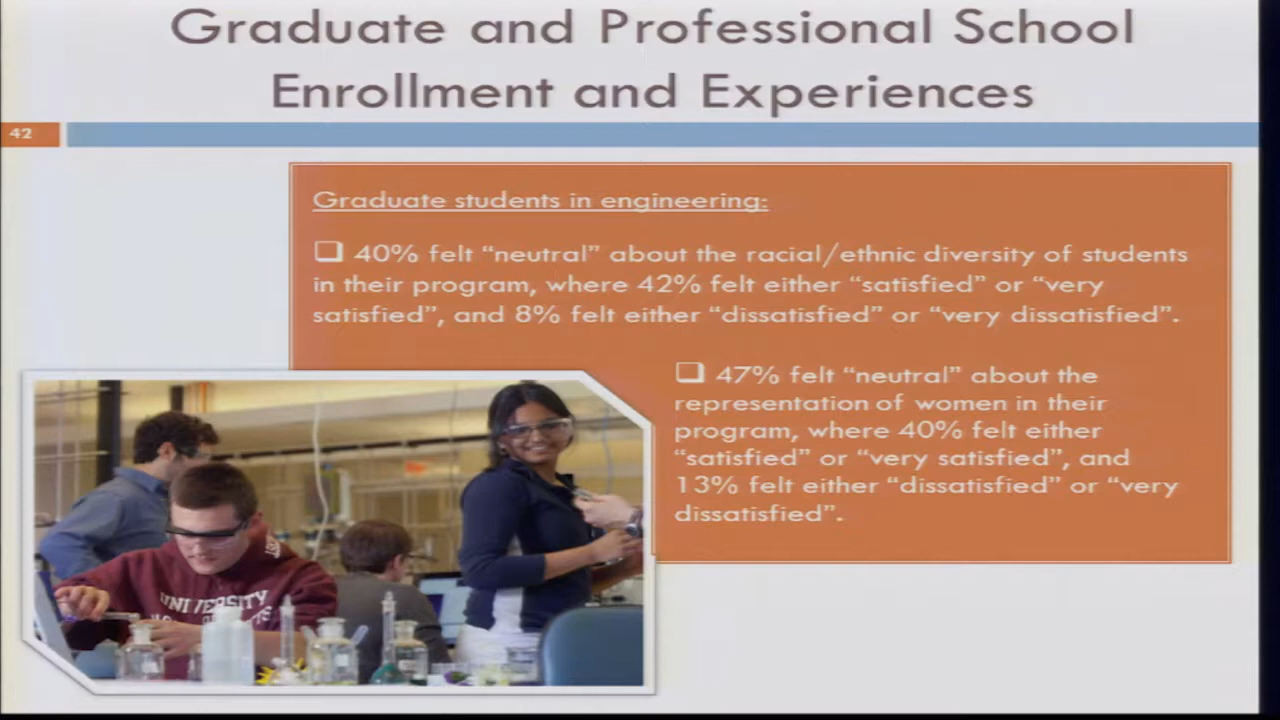 Graduate and Professional School
Enrollment and Experiences
42
Graduate students in engineering:
❑ 40% felt “neutral” about the racial/ethnic diversity of students
in their program, where 42% felt either “satisfied” or “very
satisfied”, and 8% felt either “dissatisfied” or “very dissatisfied”.
❑ 47% felt “neutral” about the
representation of women in their
program, where 40% felt either
“satisfied” or “very satisfied”, and
13% felt either “dissatisfied” or “very
dissatisfied”.
UNIVERSITY